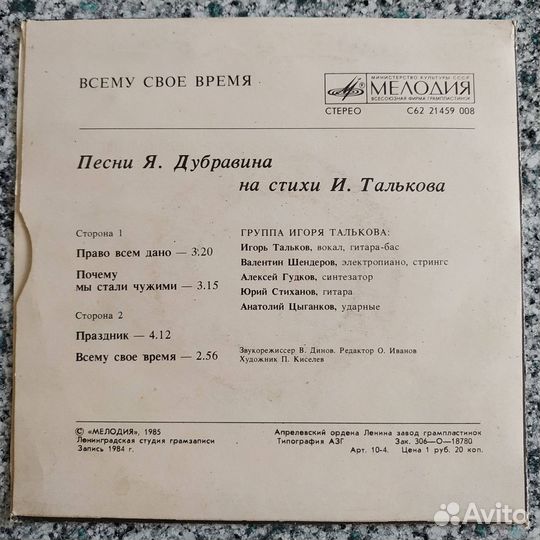 ВСЕМУ СВОЕ ВРЕМЯ
МИНИСТЕРСТВО КУЛЬТУРЫ СССР
МЕЛОДИЯ
ВСЕСОЮЗНАЯ ФИРМА ГРАМПЛАСТИНОК
СТЕРЕО С62 21459 008
Песни Я. Дубравина
на стихи И. Талькова
Сторона 1
Право всем дано — 3.20
Почему
мы стали чужими — 3.15
Сторона 2
Праздник — 4.12
Всему свое время — 2.56
ГРУППА ИГОРЯ ТАЛЬКОВА:
Игорь Тальков, вокал, гитара-бас
Валентин Шендеров, электропиано, стрингс
Алексей Гудков, синтезатор
Юрий Стиханов, гитара
Анатолий Цыганков, ударные
Звукорежиссер В. Динов. Редактор О. Иванов
Художник П. Киселев
© «МЕЛОДИЯ», 1985
Ленинградская студия грамзаписи
Запись 1984 г.
Апрелевский ордена Ленина завод грампластинок
Типография АЗГ Зак. 306—О—18780
Арт. 10-4. Цена 1 руб. 20 коп.
Avito